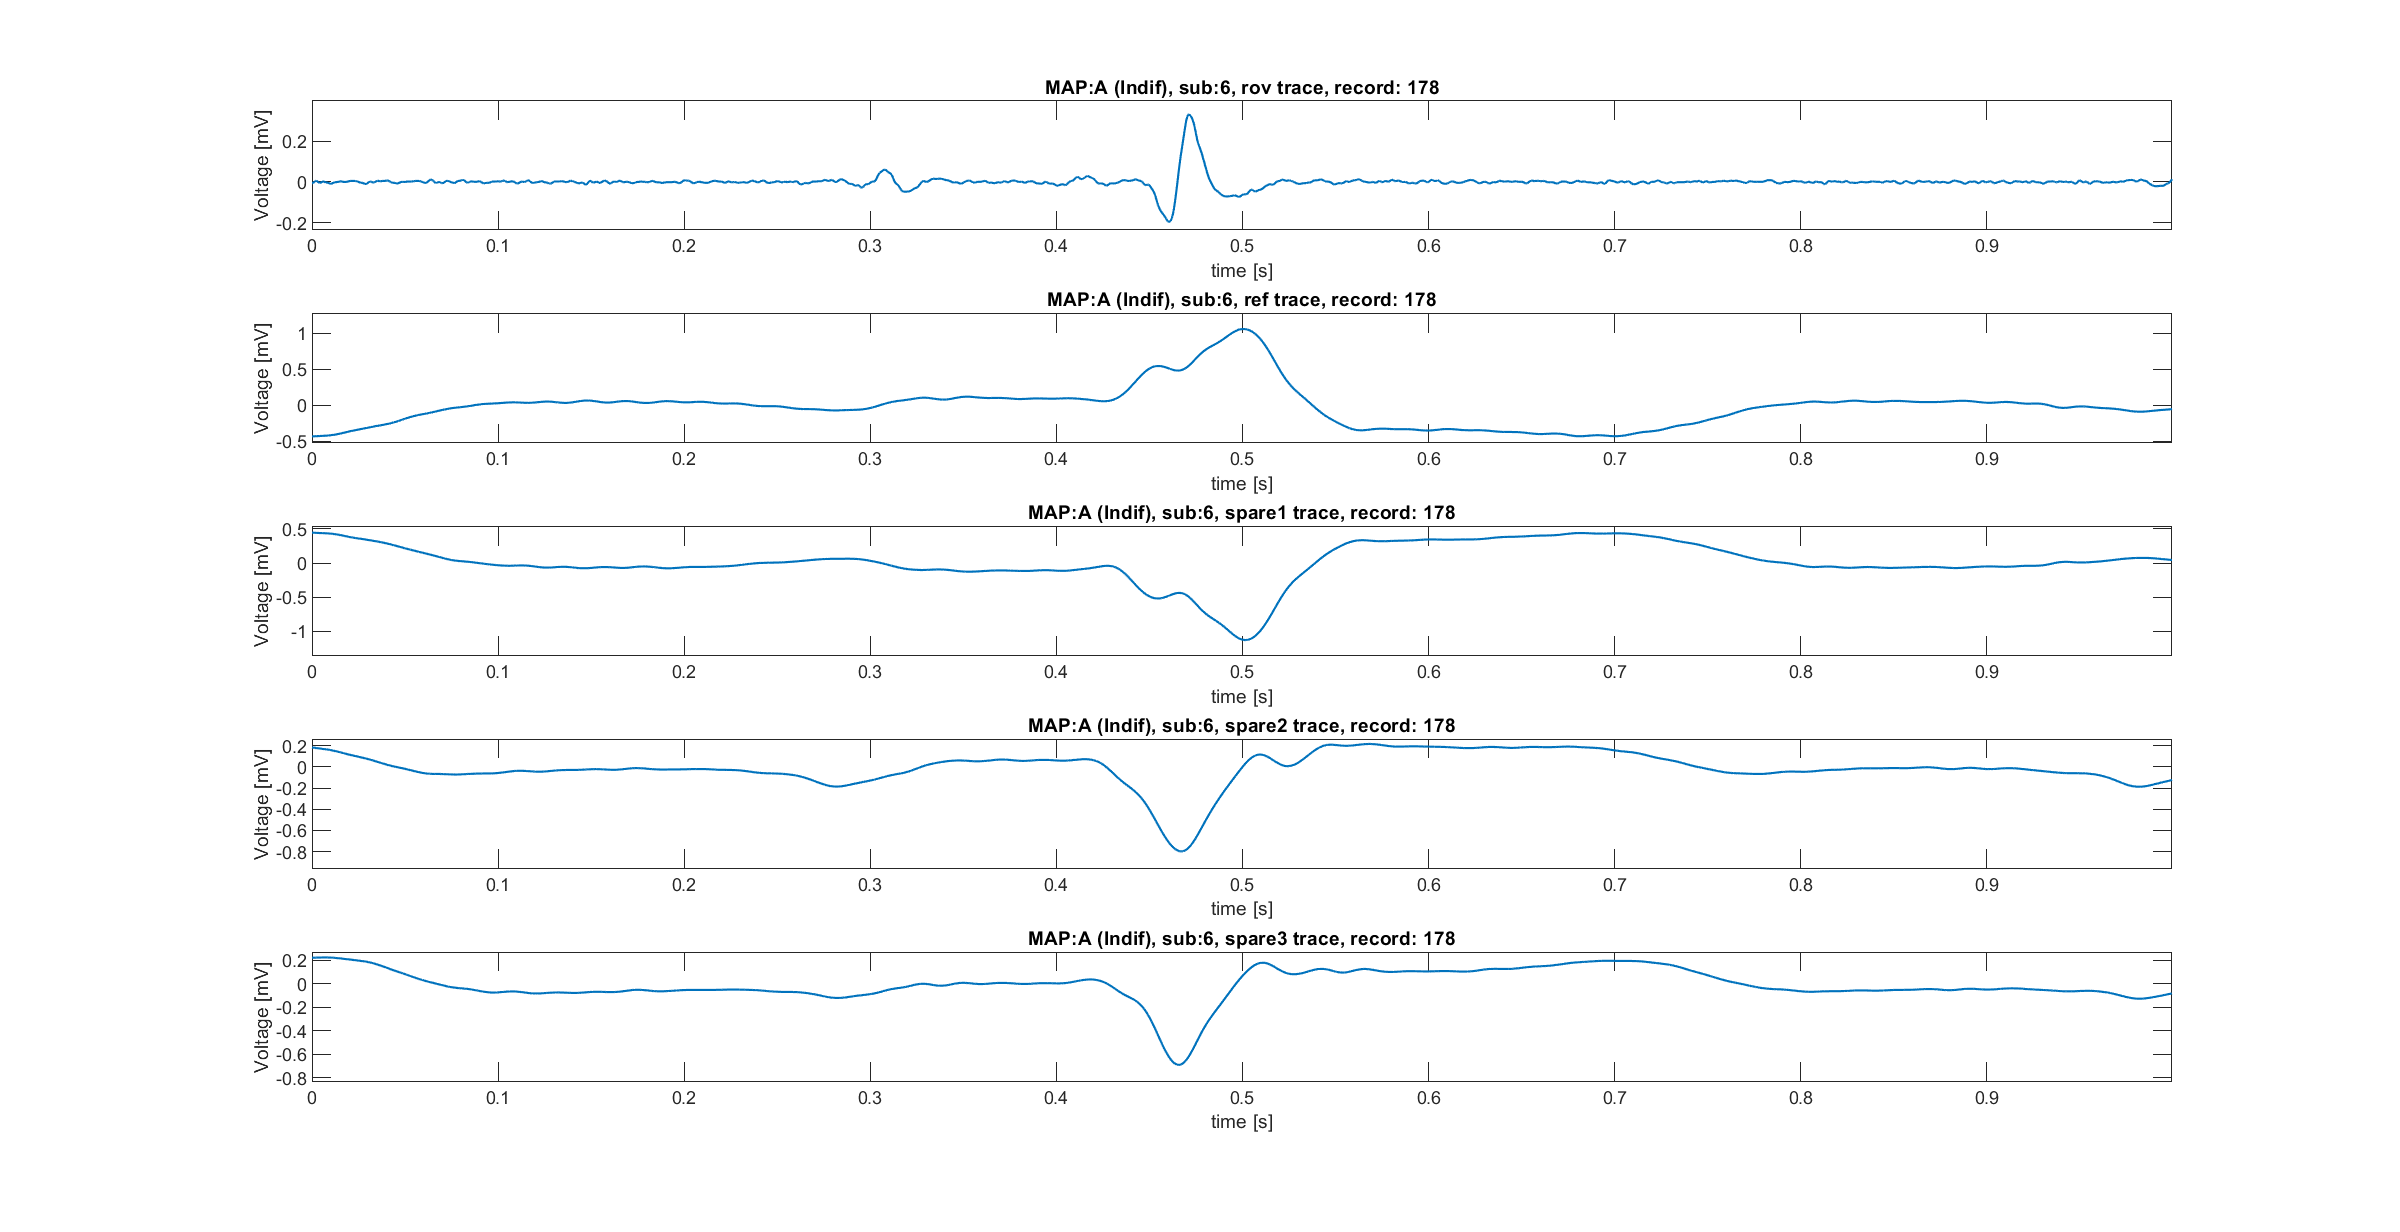 MAP:A (Indif), sub:6, rov trace, record: 178
Voltage [mV]
0.2
0
-0.2
0 0.1 0.2 0.3 0.4 0.5 0.6 0.7 0.8 0.9
time [s]
MAP:A (Indif), sub:6, ref trace, record: 178
Voltage [mV]
1
0.5
0
-0.5
0 0.1 0.2 0.3 0.4 0.5 0.6 0.7 0.8 0.9
time [s]
MAP:A (Indif), sub:6, spare1 trace, record: 178
Voltage [mV]
0.5
0
-0.5
-1
0 0.1 0.2 0.3 0.4 0.5 0.6 0.7 0.8 0.9
time [s]
MAP:A (Indif), sub:6, spare2 trace, record: 178
Voltage [mV]
0.2
0
-0.2
-0.4
-0.6
-0.8
0 0.1 0.2 0.3 0.4 0.5 0.6 0.7 0.8 0.9
time [s]
MAP:A (Indif), sub:6, spare3 trace, record: 178
Voltage [mV]
0.2
0
-0.2
-0.4
-0.6
-0.8
0 0.1 0.2 0.3 0.4 0.5 0.6 0.7 0.8 0.9
time [s]